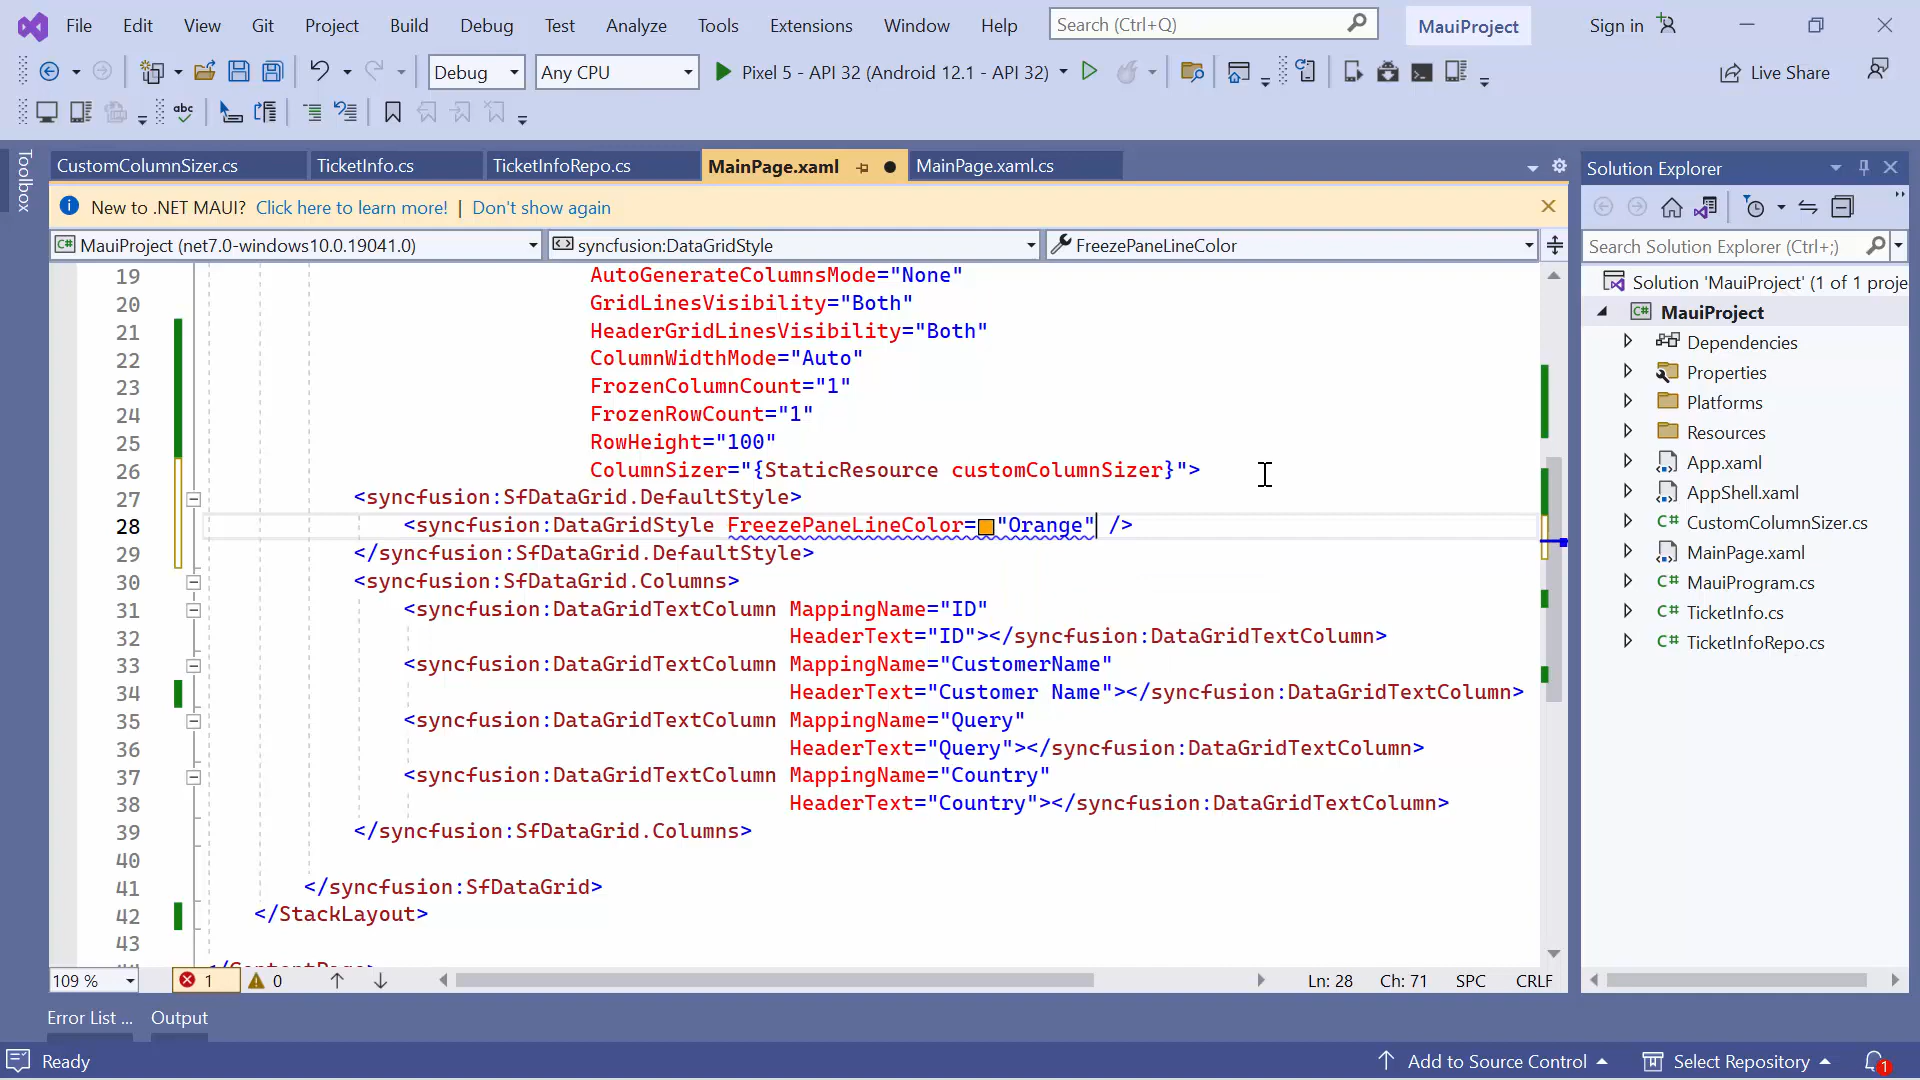 File Edit View Git Project Build Debug Test Analyze Tools Extensions Window Help Search (Ctrl+Q) MauiProject Sign in
Debug Any CPU Pixel 5 - API 32 (Android 12.1 - API 32) Live Share
abc
Toolbox
CustomColumnSizer.cs TicketInfo.cs TicketInfoRepo.cs MainPage.xaml MainPage.xaml.cs
New to .NET MAUI? Click here to learn more! | Don't show again
MauiProject (net7.0-windows10.0.19041.0) syncfusion:DataGridStyle FreezePaneLineColor
19 AutoGenerateColumnsMode="None"
20 GridLinesVisibility="Both"
21 HeaderGridLinesVisibility="Both"
22 ColumnWidthMode="Auto"
23 FrozenColumnCount="1"
24 FrozenRowCount="1"
25 RowHeight="100"
26 ColumnSizer="{StaticResource customColumnSizer}">
27 <syncfusion:SfDataGrid.DefaultStyle>
28 <syncfusion:DataGridStyle FreezePaneLineColor="Orange" />
29 </syncfusion:SfDataGrid.DefaultStyle>
30 <syncfusion:SfDataGrid.Columns>
31 <syncfusion:DataGridTextColumn MappingName="ID"
32 HeaderText="ID"></syncfusion:DataGridTextColumn>
33 <syncfusion:DataGridTextColumn MappingName="CustomerName"
34 HeaderText="Customer Name"></syncfusion:DataGridTextColumn>
35 <syncfusion:DataGridTextColumn MappingName="Query"
36 HeaderText="Query"></syncfusion:DataGridTextColumn>
37 <syncfusion:DataGridTextColumn MappingName="Country"
38 HeaderText="Country"></syncfusion:DataGridTextColumn>
39 </syncfusion:SfDataGrid.Columns>
40
41 </syncfusion:SfDataGrid>
42 </StackLayout>
43
109 % 1 0 Ln: 28 Ch: 71 SPC CRLF
Error List ... Output
Solution Explorer
Search Solution Explorer (Ctrl+;)
Solution 'MauiProject' (1 of 1 proje
MauiProject
Dependencies
Properties
Platforms
Resources
App.xaml
AppShell.xaml
C# CustomColumnSizer.cs
MainPage.xaml
C# MauiProgram.cs
C# TicketInfo.cs
C# TicketInfoRepo.cs
Ready Add to Source Control Select Repository 1